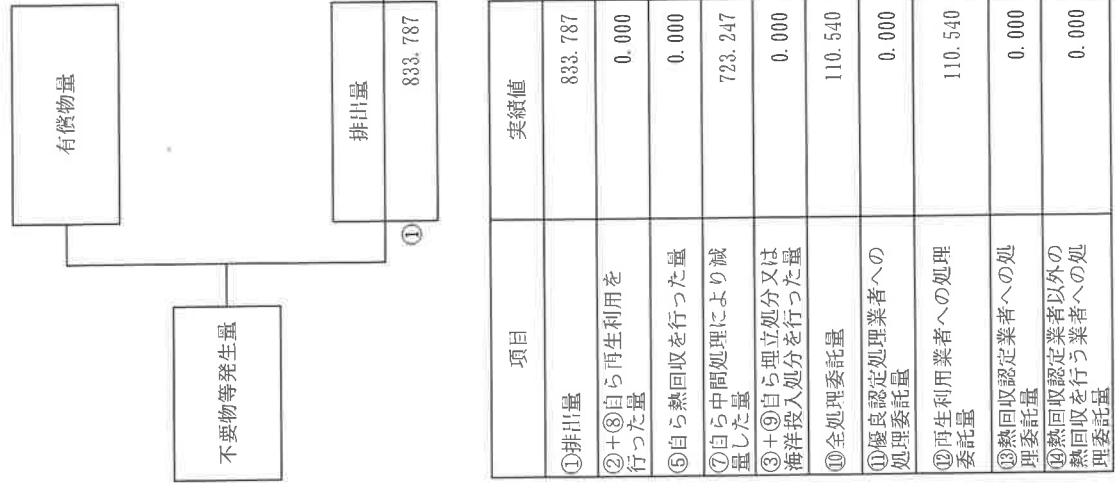 有償物量
不要物等発生量
排出量
① 833.787
項目 実績値
①排出量 833.787
②+⑧自ら再生利用を
行った量 0.000
⑤自ら熱回収を行った量 0.000
⑦自ら中間処理により減
量した量 723.247
③+⑨自ら埋立処分又は
海洋投入処分を行った量 0.000
⑩全処理委託量 110.540
⑪優良認定処理業者への
処理委託量 0.000
⑫再生利用業者への処理
委託量 110.540
⑬熱回収認定業者への処
理委託量 0.000
⑭熱回収認定業者以外の
熱回収を行う業者への処
理委託量 0.000